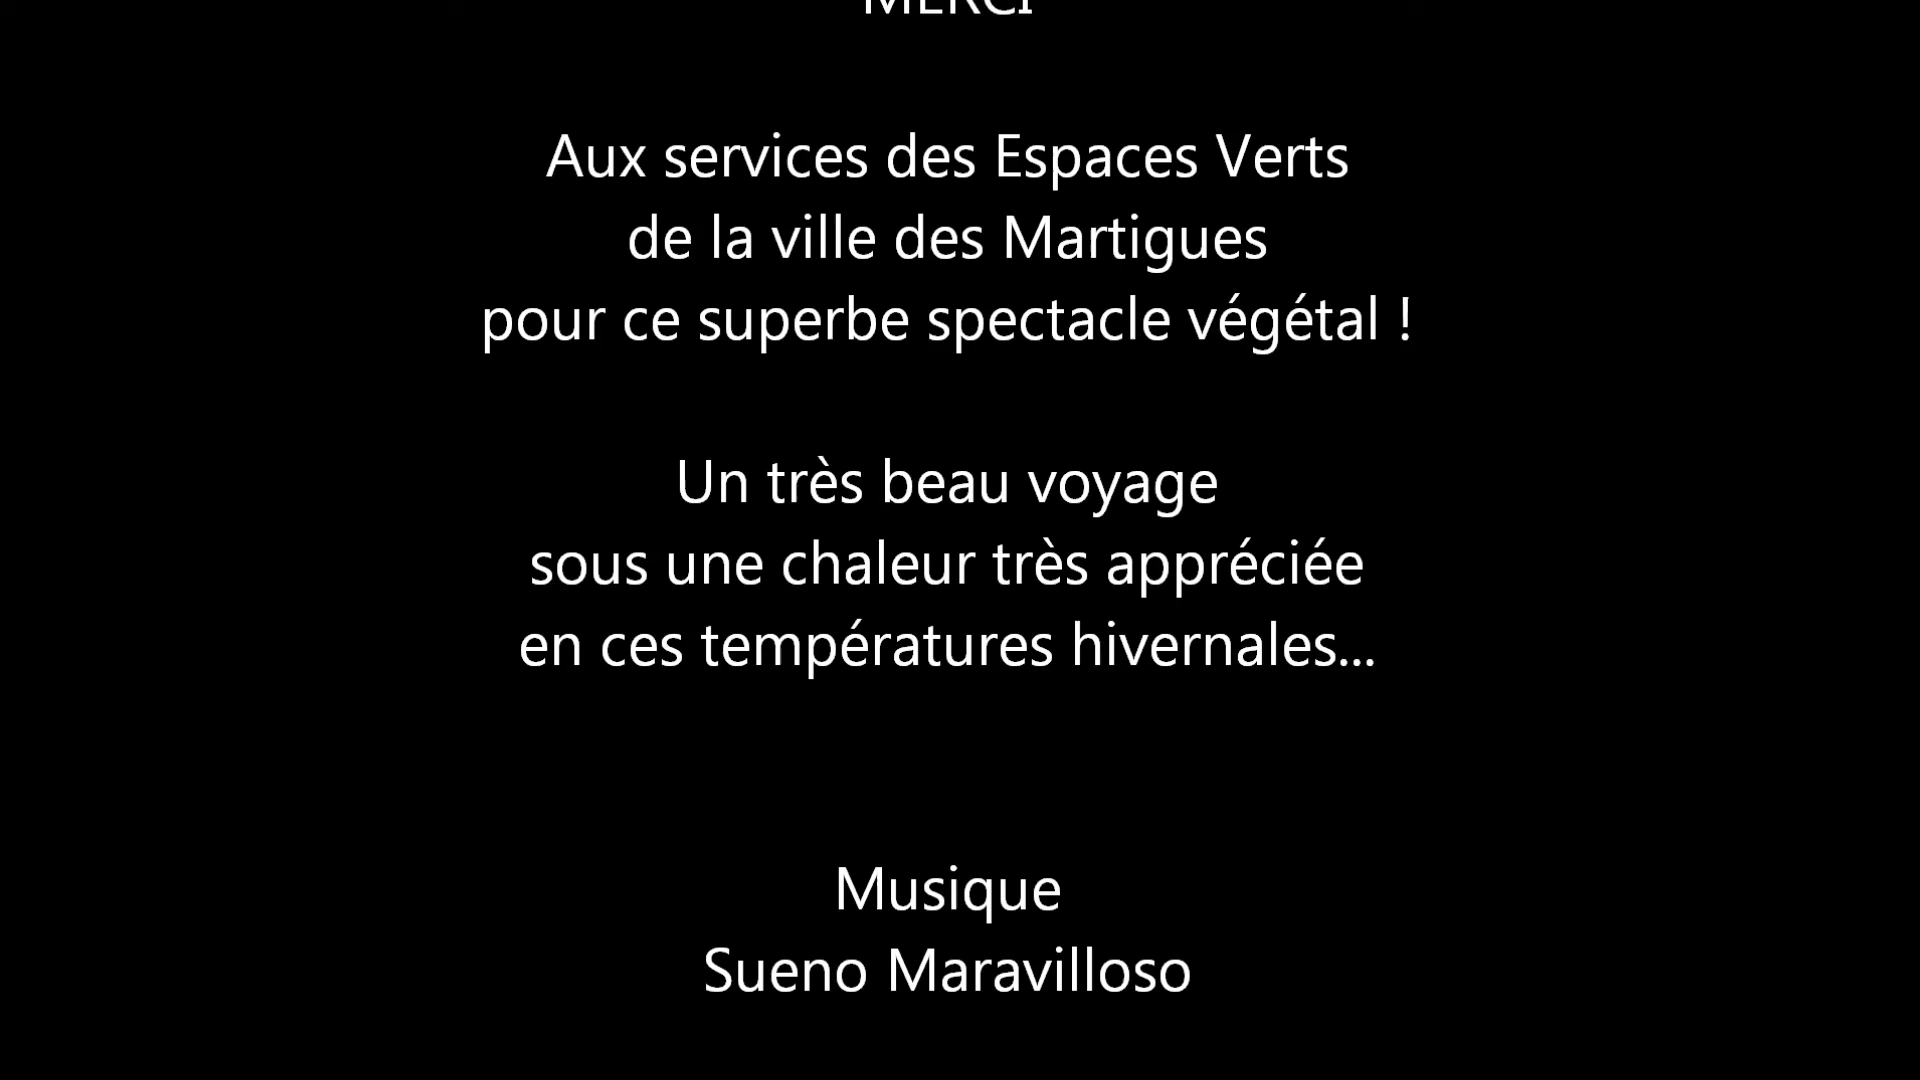 MERCI
Aux services des Espaces Verts
de la ville des Martigues
pour ce superbe spectacle végétal !
Un très beau voyage
sous une chaleur très appréciée
en ces températures hivernales...
Musique
Sueno Maravilloso